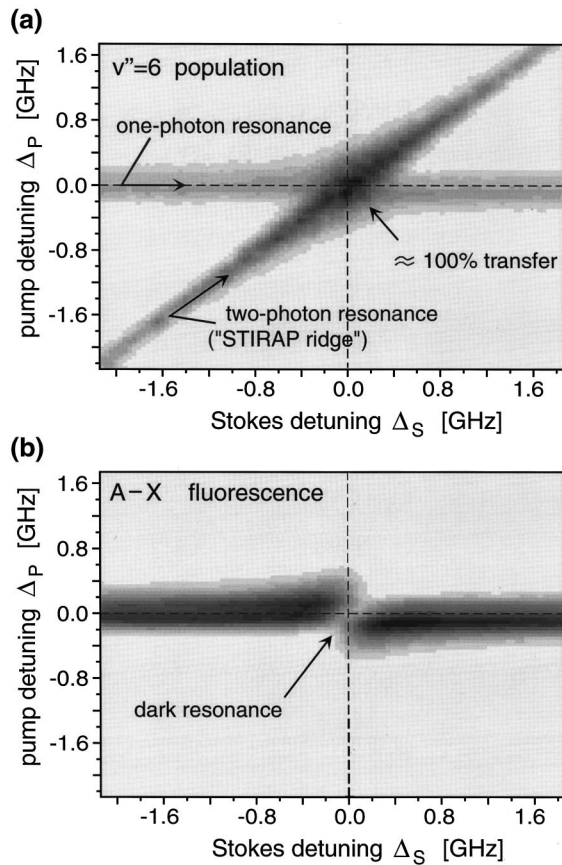 (a)
v"=6 population
one-photon resonance
≈ 100% transfer
two-photon resonance
("STIRAP ridge")
pump detuning Δ_P [GHz]
1.6
0.8
0.0
-0.8
-1.6
-1.6 -0.8 0.0 0.8 1.6
Stokes detuning Δ_S [GHz]
(b)
A-X fluorescence
dark resonance
pump detuning Δ_P [GHz]
1.6
0.8
0.0
-0.8
-1.6
-1.6 -0.8 0.0 0.8 1.6
Stokes detuning Δ_S [GHz]